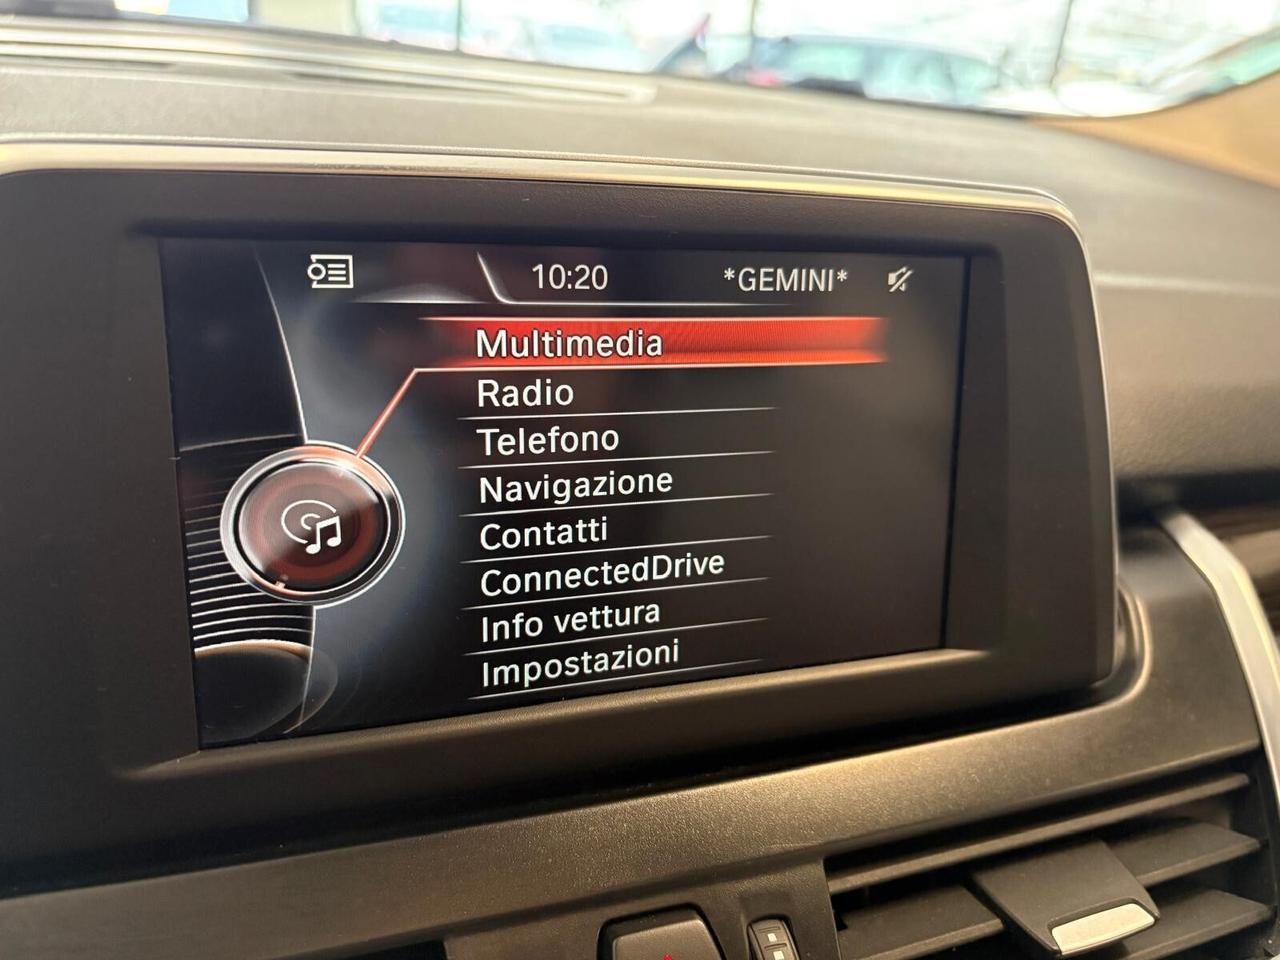 10:20 *GEMINI*
Multimedia
Radio
Telefono
Navigazione
Contatti
ConnectedDrive
Info vettura
Impostazioni